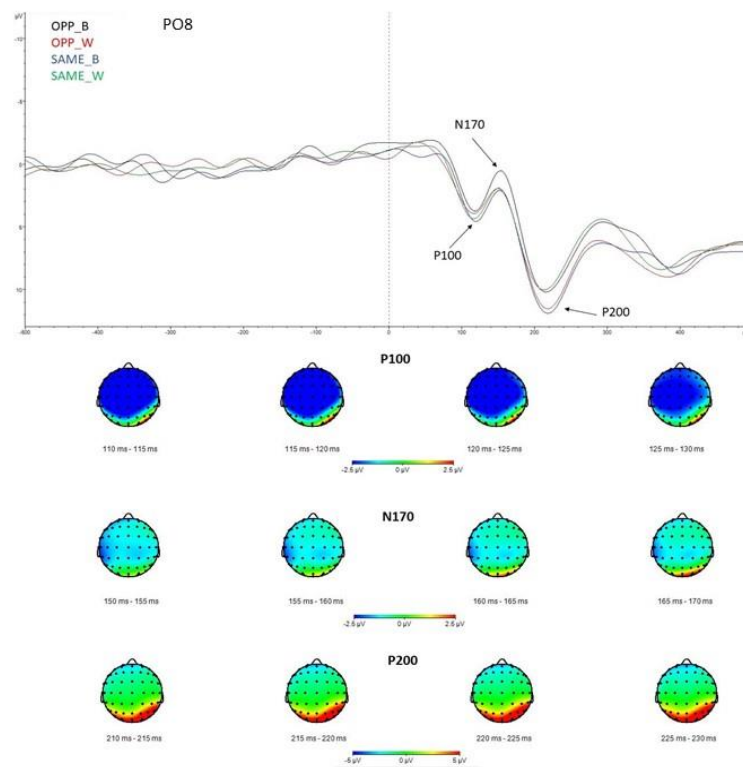 µV
OPP_B
OPP_W
SAME_B
SAME_W
PO8
-10
0
5
10
N170
P100
P200
-400
-300
-200
-100
0
100
200
300
400
P100
110 ms - 115 ms
115 ms - 120 ms
120 ms - 125 ms
125 ms - 130 ms
-2.5 µV 0 µV 2.5 µV
N170
150 ms - 155 ms
155 ms - 160 ms
160 ms - 165 ms
165 ms - 170 ms
-2.5 µV 0 µV 2.5 µV
P200
210 ms - 215 ms
215 ms - 220 ms
220 ms - 225 ms
225 ms - 230 ms
-5 µV 0 µV 5 µV